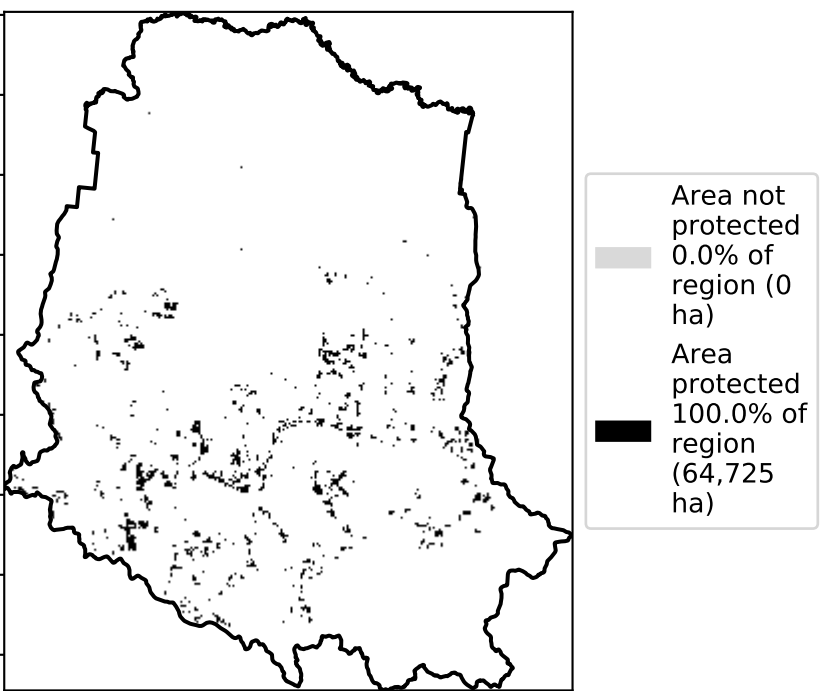 Area not
protected
0.0% of
region (0
ha)
Area
protected
100.0% of
region
(64,725
ha)